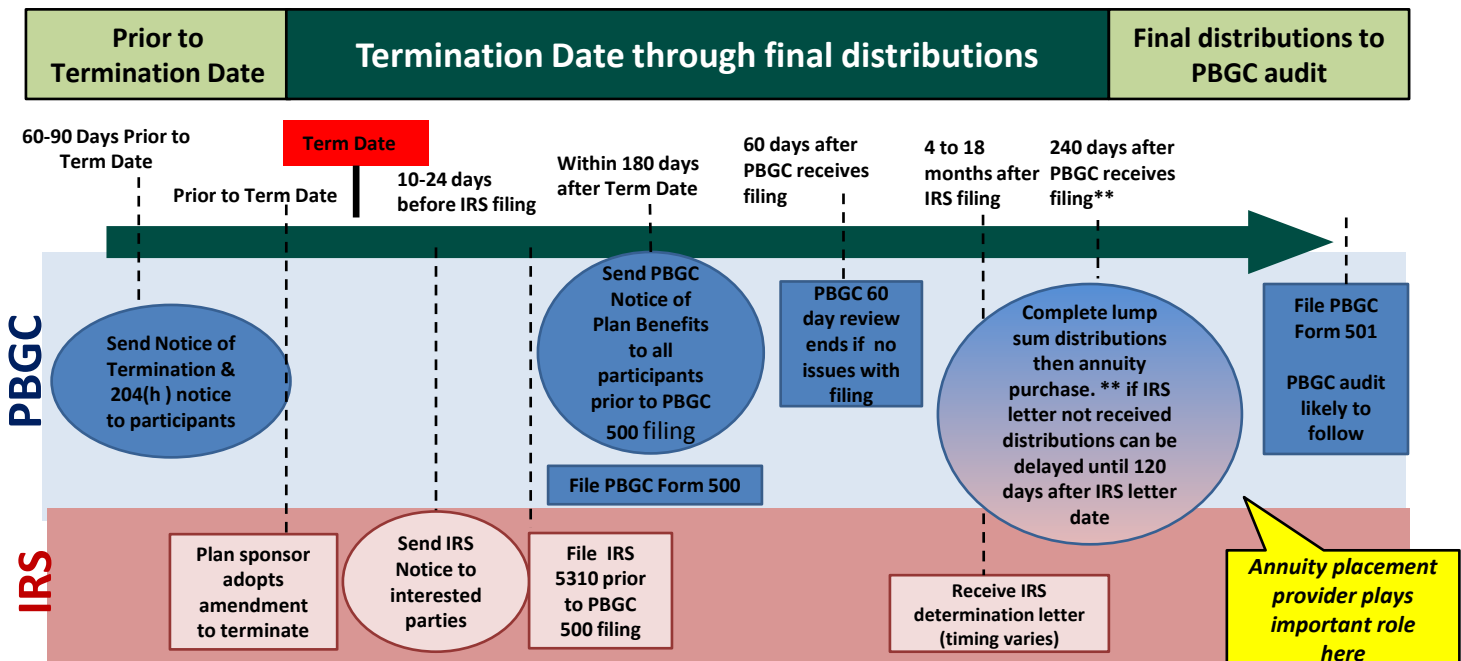 Prior to
Termination Date
Termination Date through final distributions
Final distributions to
PBGC audit
60-90 Days Prior to
Term Date
Prior to Term Date
Term Date
10-24 days
before IRS filing
Within 180 days
after Term Date
60 days after
PBGC receives
filing
4 to 18
months after
IRS filing
240 days after
PBGC receives
filing**
PBGC
Send Notice of
Termination &
204(h ) notice
to participants
Send PBGC
Notice of
Plan Benefits
to all
participants
prior to PBGC
500 filing
File PBGC Form 500
PBGC 60
day review
ends if no
issues with
filing
Complete lump
sum distributions
then annuity
purchase. ** if IRS
letter not received
distributions can be
delayed until 120
days after IRS letter
date
File PBGC
Form 501
PBGC audit
likely to
follow
IRS
Plan sponsor
adopts
amendment
to terminate
Send IRS
Notice to
interested
parties
File IRS
5310 prior
to PBGC
500 filing
Receive IRS
determination letter
(timing varies)
Annuity placement
provider plays
important role
here